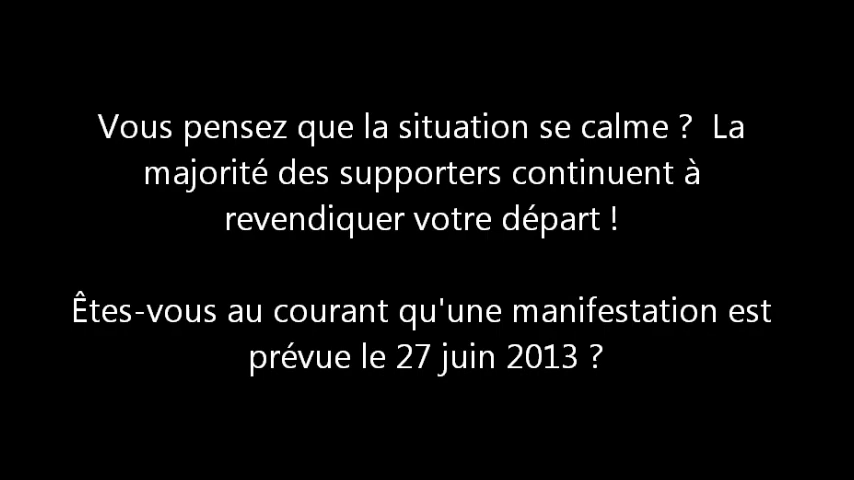 Vous pensez que la situation se calme ?  La
majorité des supporters continuent à
revendiquer votre départ !
Êtes-vous au courant qu'une manifestation est
prévue le 27 juin 2013 ?